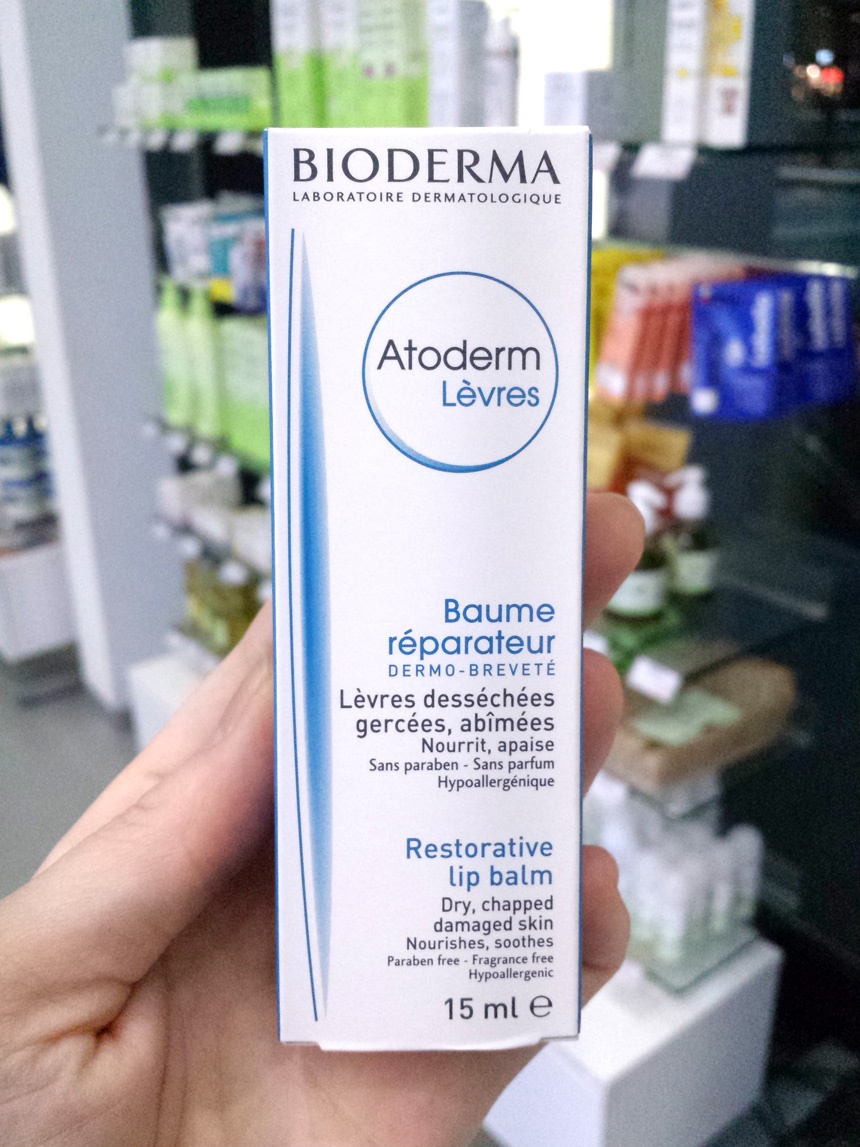 BIODERMA
LABORATOIRE DERMATOLOGIQUE
Atoderm
Lèvres
Baume
réparateur
DERMO-BREVETÉ
Lèvres desséchées
gercées, abîmées
Nourrit, apaise
Sans paraben - Sans parfum
Hypoallergénique
Restorative
lip balm
Dry, chapped
damaged skin
Nourishes, soothes
Paraben free - Fragrance free
Hypoallergenic
15 ml ℮